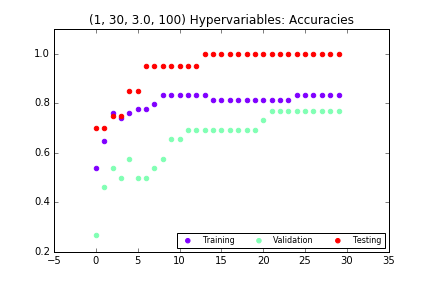 (1, 30, 3.0, 100) Hypervariables: Accuracies
1.0
0.8
0.6
0.4
0.2
Training Validation Testing
−5 0 5 10 15 20 25 30 35